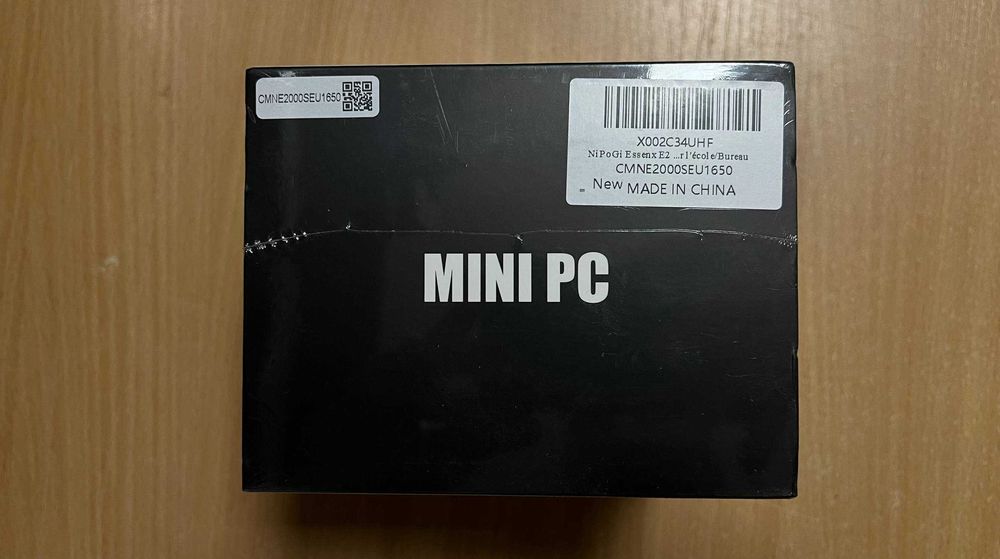 CMNE2000SEU1650
X002C34UHF
NiPoGi Essenx E2 ...r l'école/Bureau
CMNE2000SEU1650
New MADE IN CHINA
MINI PC